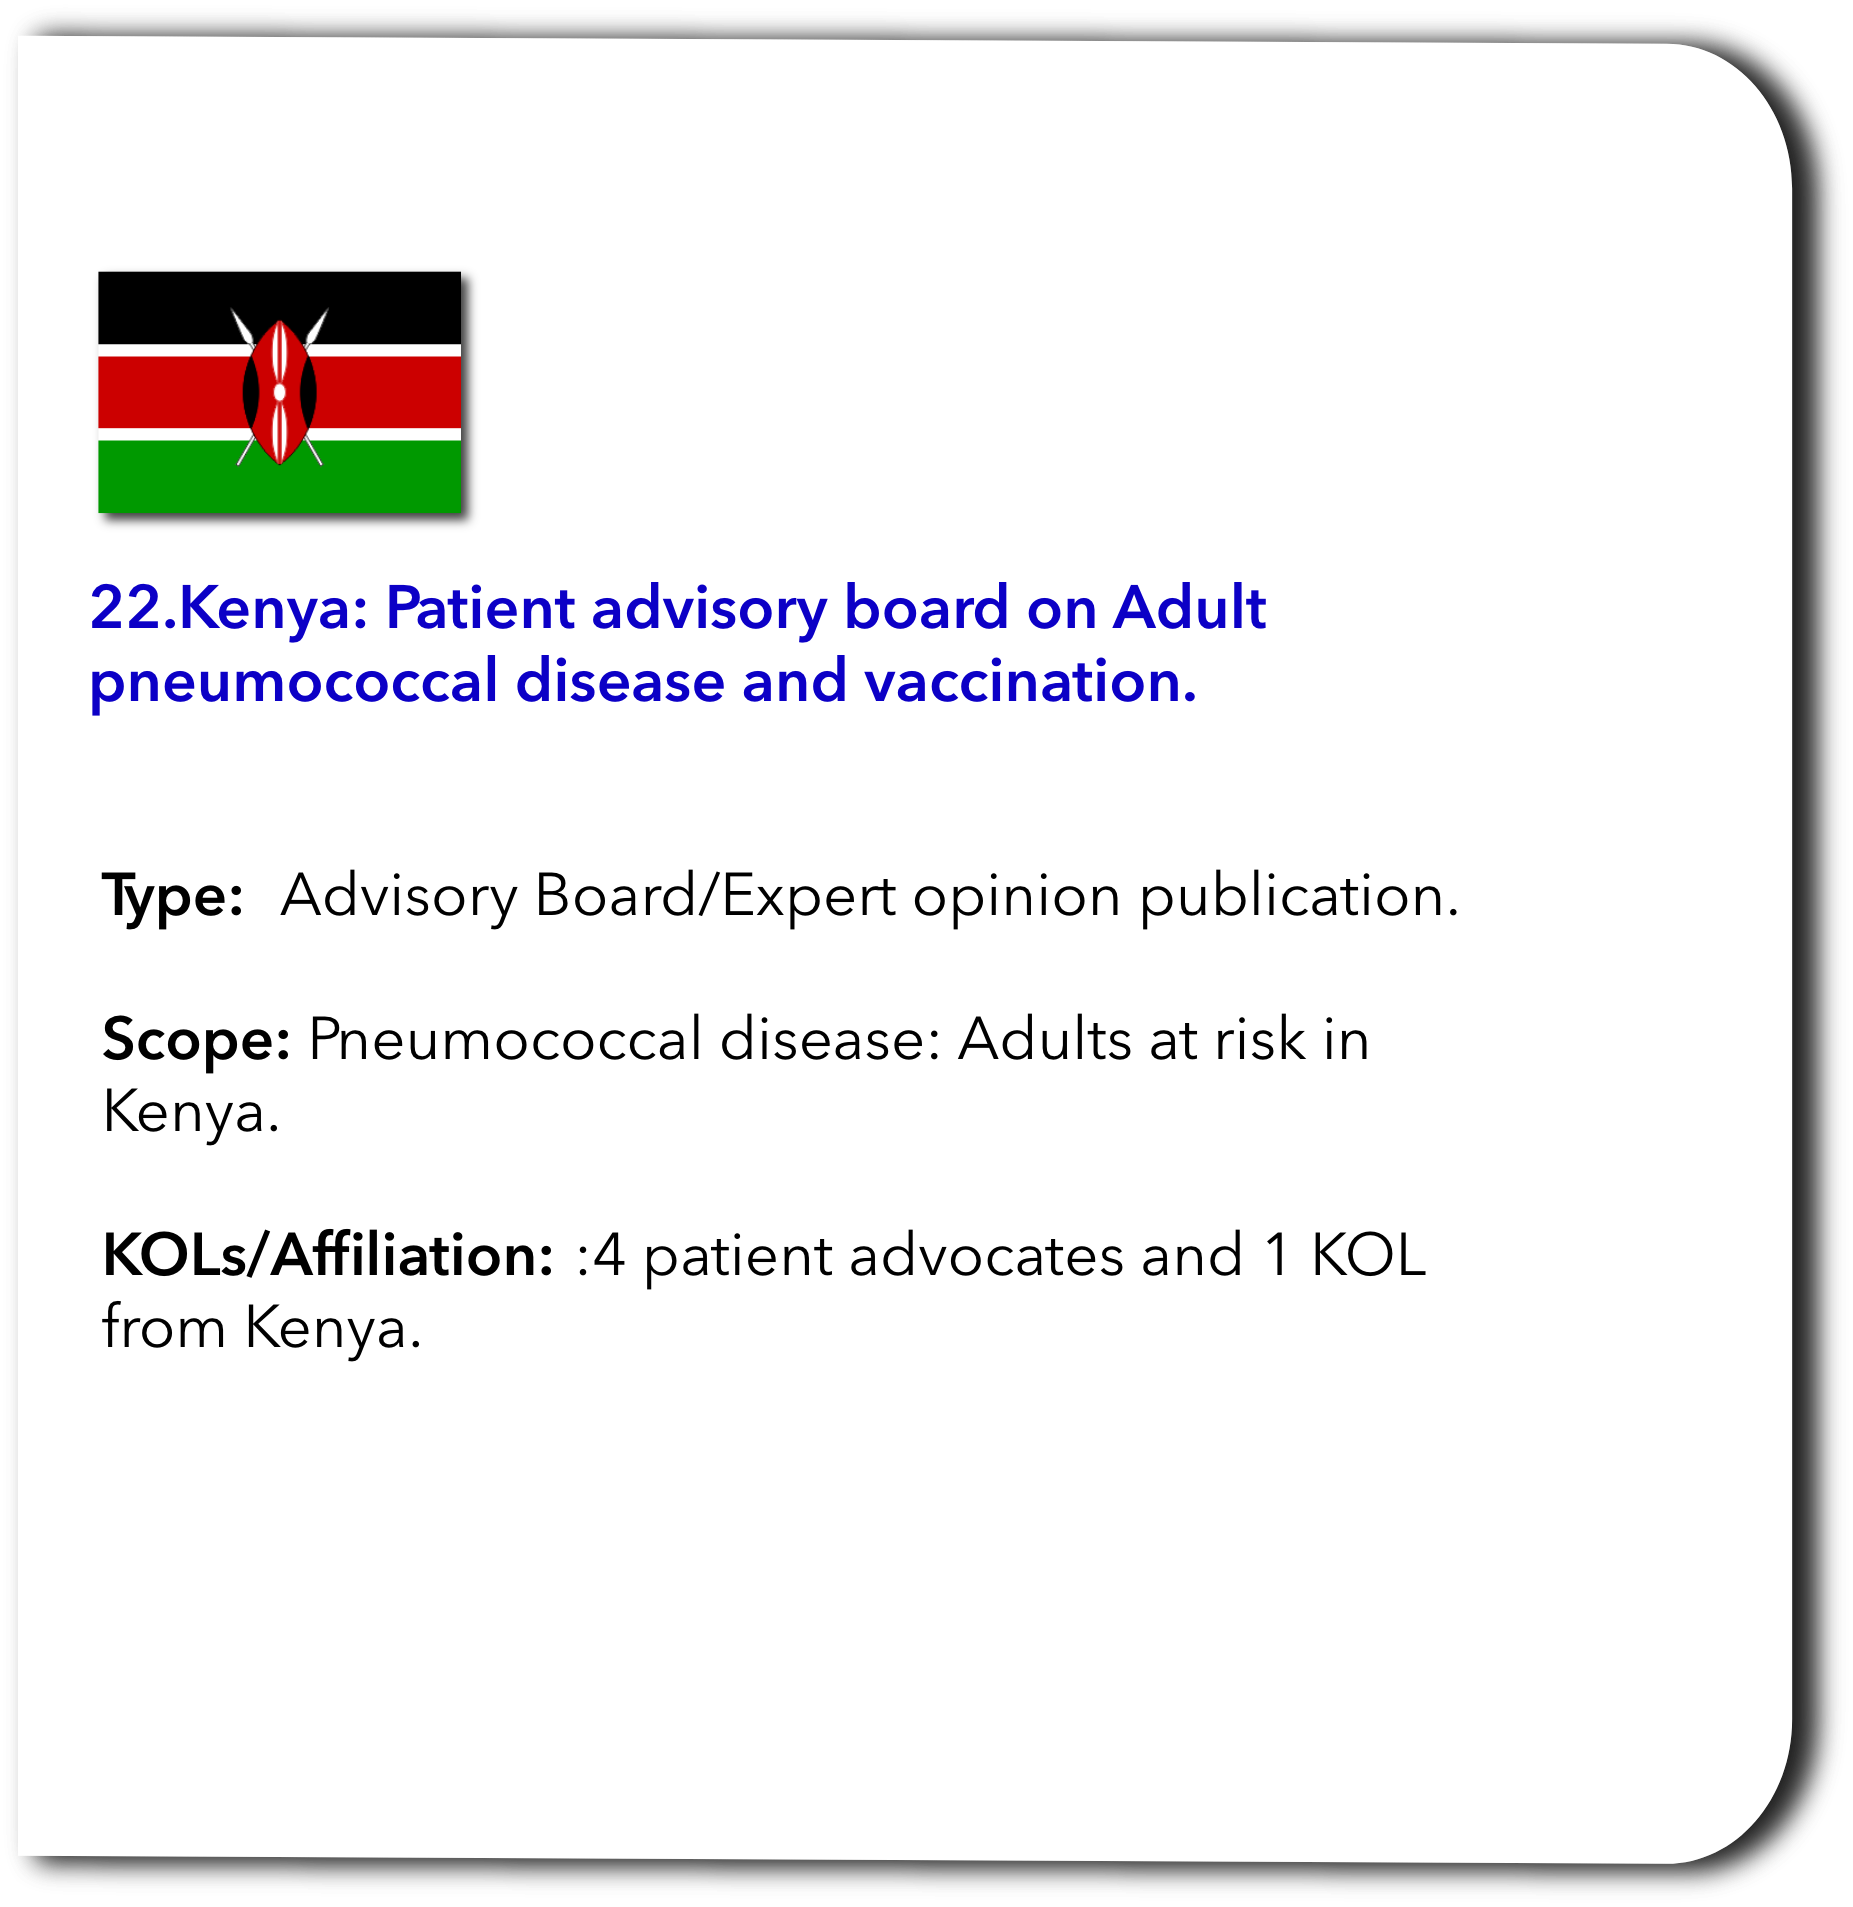 22.Kenya: Patient advisory board on Adult
pneumococcal disease and vaccination.
Type:  Advisory Board/Expert opinion publication.
Scope: Pneumococcal disease: Adults at risk in
Kenya.
KOLs/Affiliation: :4 patient advocates and 1 KOL
from Kenya.